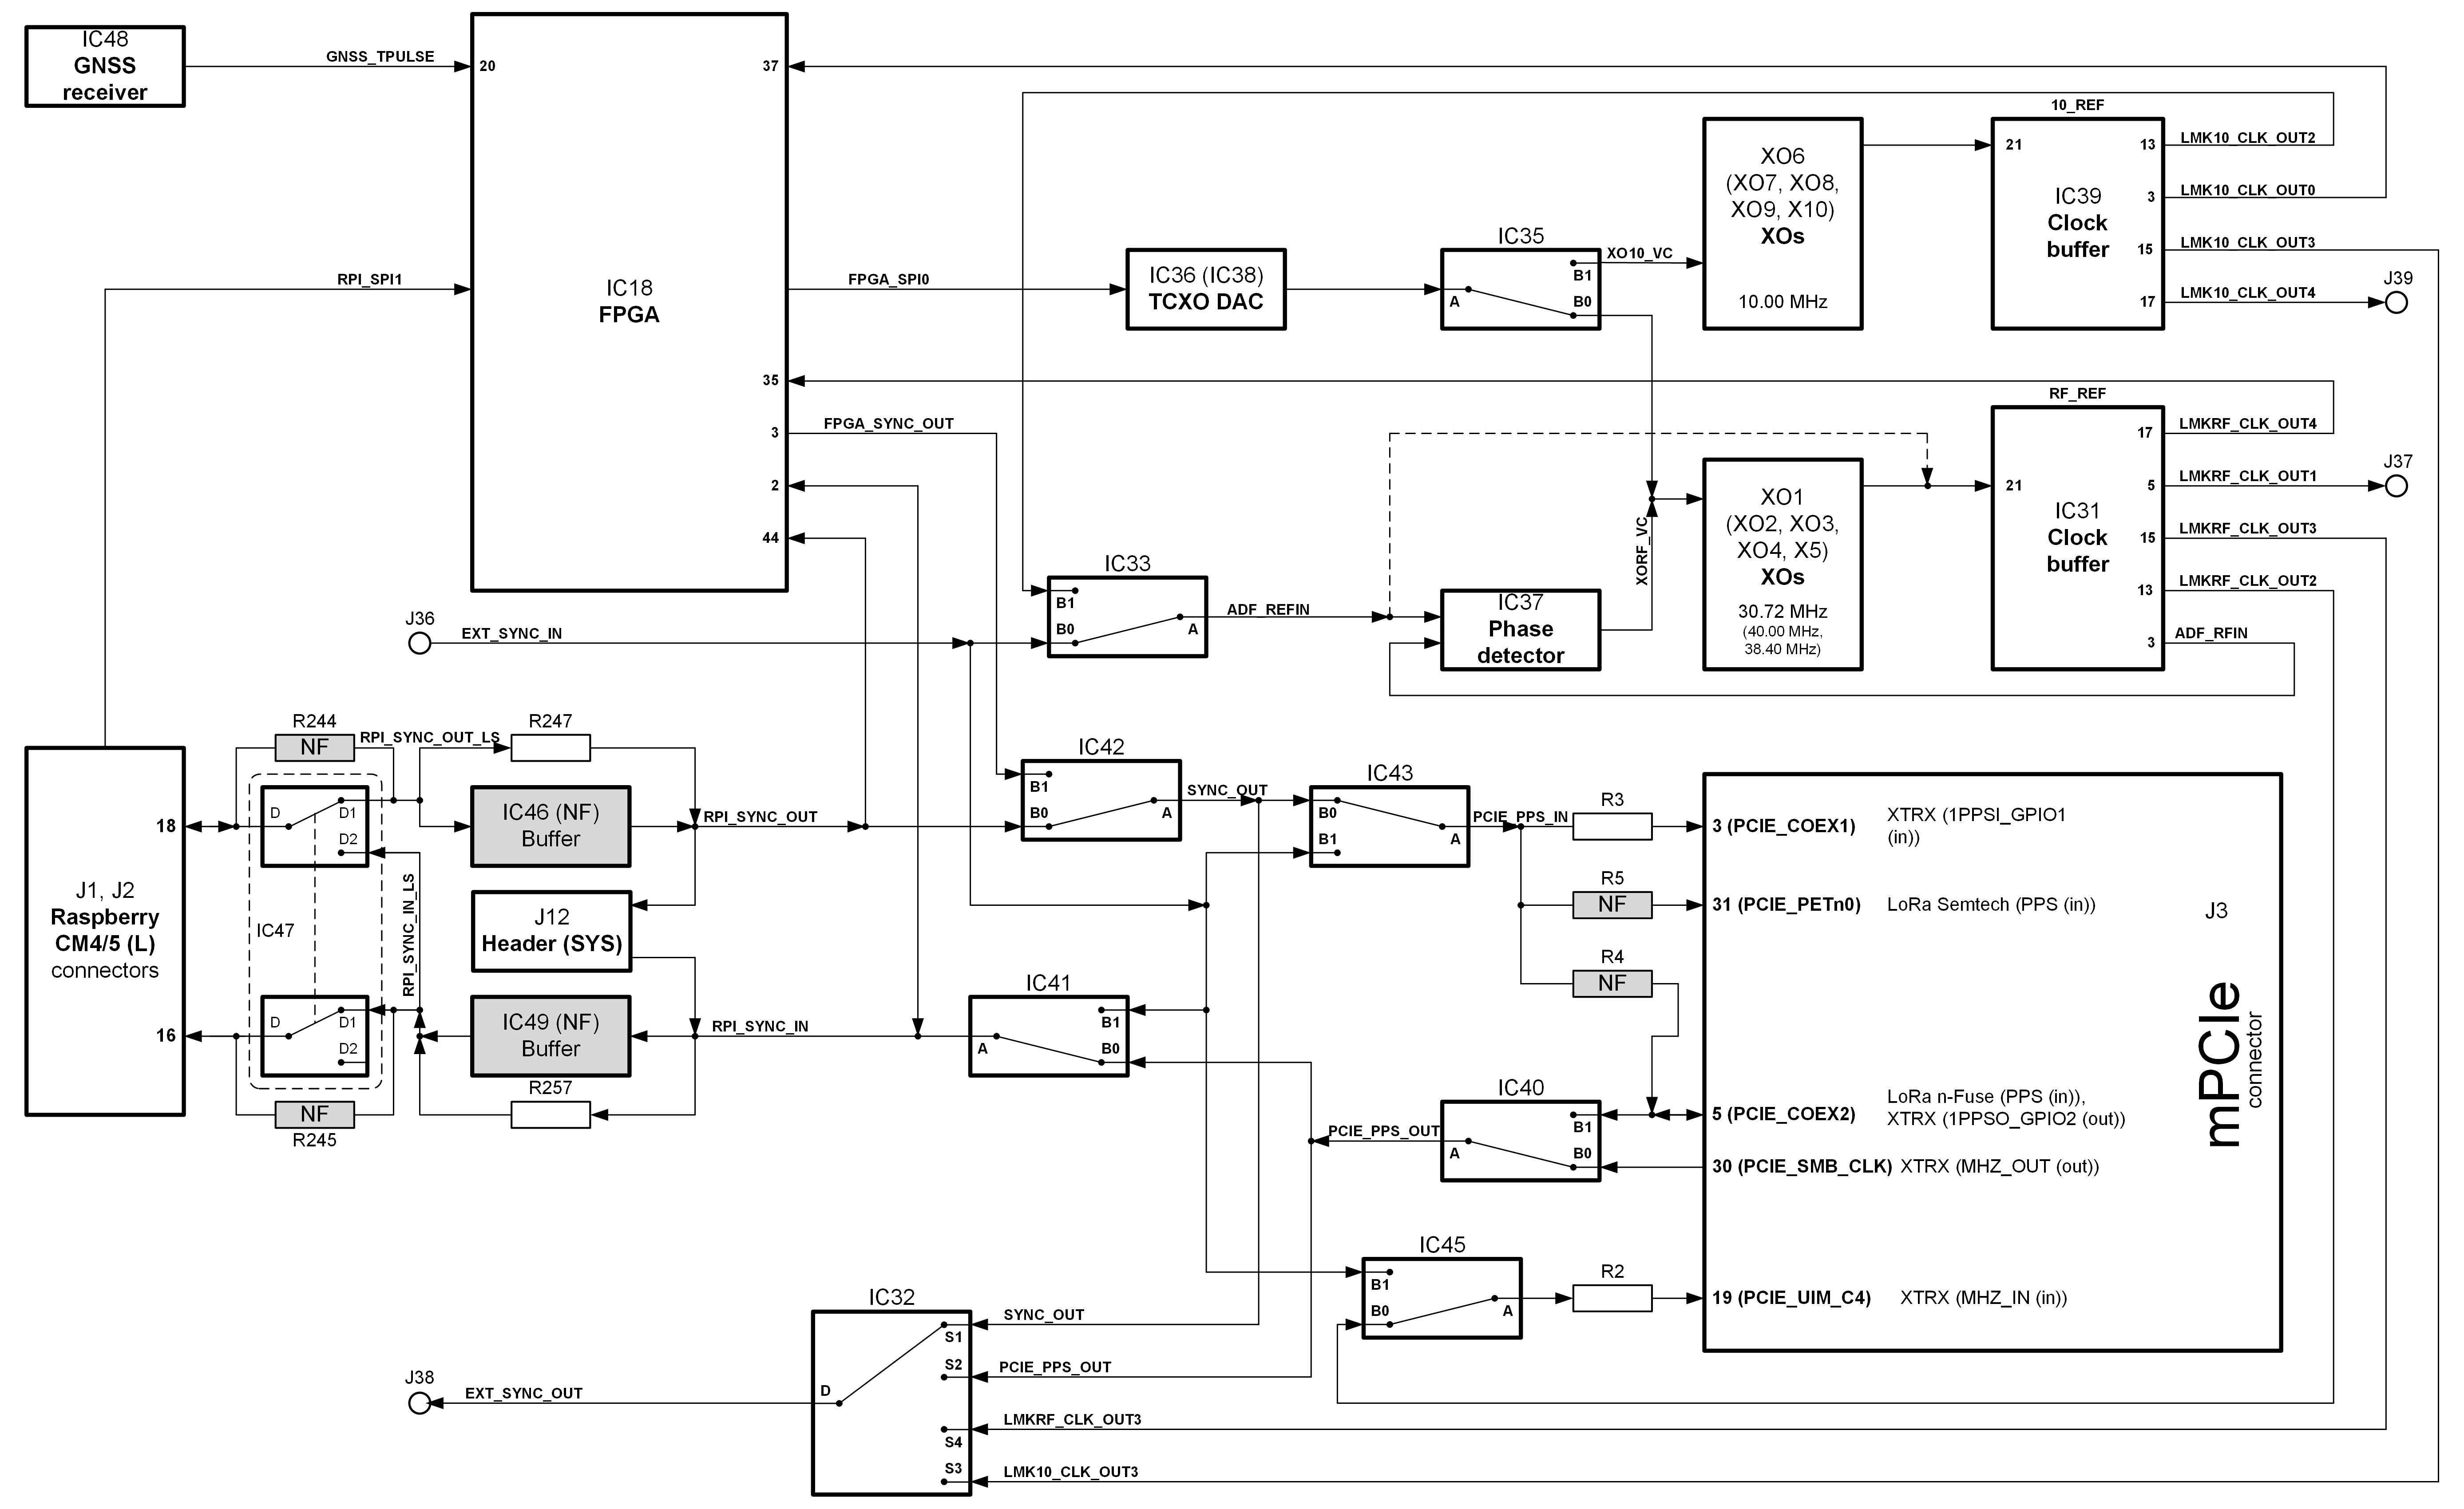 IC48
GNSS
receiver
GNSS_TPULSE
20
37
RPI_SPI1
IC18
FPGA
FPGA_SPI0
35
3
FPGA_SYNC_OUT
2
44
IC36 (IC38)
TCXO DAC
IC35
A
B1
B0
XO10_VC
XO6
(XO7, XO8,
XO9, X10)
XOs
10.00 MHz
10_REF
21
IC39
Clock
buffer
13
3
15
17
LMK10_CLK_OUT2
LMK10_CLK_OUT0
LMK10_CLK_OUT3
LMK10_CLK_OUT4
J39
RF_REF
21
IC31
Clock
buffer
17
5
15
13
3
LMKRF_CLK_OUT4
LMKRF_CLK_OUT1
LMKRF_CLK_OUT3
LMKRF_CLK_OUT2
ADF_RFIN
J37
XO1
(XO2, XO3,
XO4, X5)
XOs
30.72 MHz
(40.00 MHz,
38.40 MHz)
XORF_VC
IC37
Phase
detector
ADF_REFIN
IC33
B1
B0
A
J36
EXT_SYNC_IN
R244
NF
RPI_SYNC_OUT_LS
R247
D
D1
D2
18
IC46 (NF)
Buffer
RPI_SYNC_OUT
IC42
B1
B0
A
SYNC_OUT
IC43
B0
B1
A
PCIE_PPS_IN
R3
3 (PCIE_COEX1)
XTRX (1PPSI_GPIO1
(in))
J1, J2
Raspberry
CM4/5 (L)
connectors
IC47
RPI_SYNC_IN_LS
J12
Header (SYS)
R5
NF
31 (PCIE_PETn0)
LoRa Semtech (PPS (in))
J3
mPCIe
connector
R4
NF
16
D
D1
D2
IC49 (NF)
Buffer
RPI_SYNC_IN
IC41
A
B1
B0
R257
NF
R245
IC40
A
B1
B0
PCIE_PPS_OUT
5 (PCIE_COEX2)
LoRa n-Fuse (PPS (in)),
XTRX (1PPSO_GPIO2 (out))
30 (PCIE_SMB_CLK)
XTRX (MHZ_OUT (out))
IC45
B1
B0
A
R2
19 (PCIE_UIM_C4)
XTRX (MHZ_IN (in))
IC32
D
S1
S2
S4
S3
SYNC_OUT
PCIE_PPS_OUT
LMKRF_CLK_OUT3
LMK10_CLK_OUT3
J38
EXT_SYNC_OUT